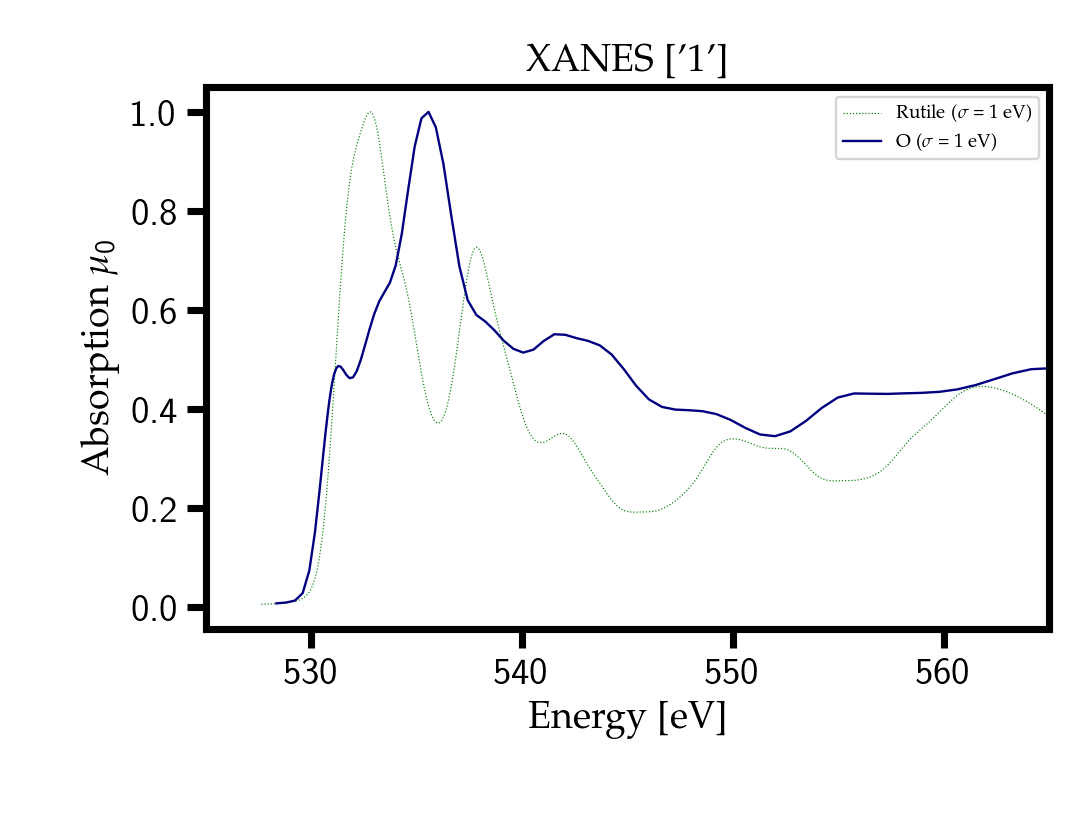 XANES ['1']
Rutile (σ = 1 eV)
O (σ = 1 eV)
Absorption μ₀
1.0
0.8
0.6
0.4
0.2
0.0
530 540 550 560
Energy [eV]